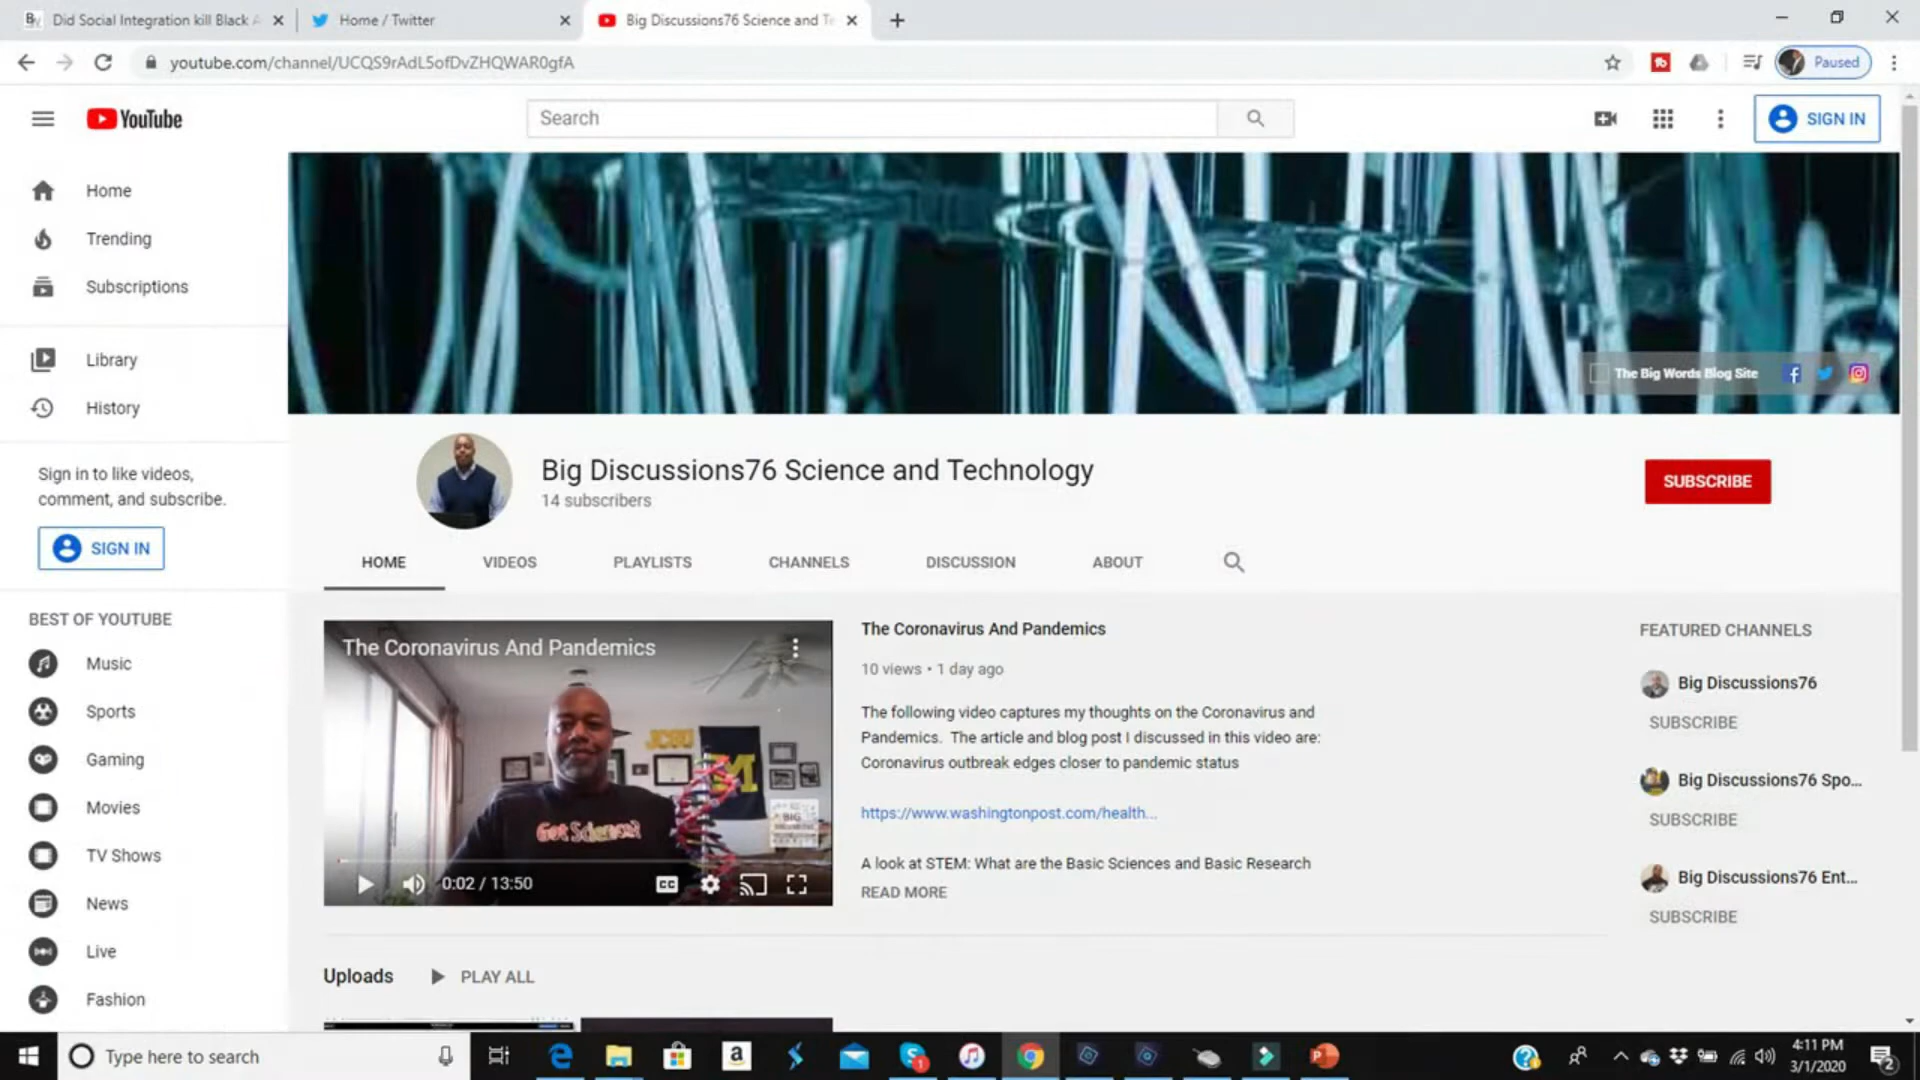 Did Social Integration kill Black A
Home / Twitter
Big Discussions76 Science and Te
youtube.com/channel/UCQS9rAdL5ofDvZHQWAR0gfA
Paused
YouTube
Search
SIGN IN
Home
Trending
Subscriptions
Library
History
Sign in to like videos,
comment, and subscribe.
SIGN IN
BEST OF YOUTUBE
Music
Sports
Gaming
Movies
TV Shows
News
Live
Fashion
The Big Words Blog Site
Big Discussions76 Science and Technology
14 subscribers
SUBSCRIBE
HOME
VIDEOS
PLAYLISTS
CHANNELS
DISCUSSION
ABOUT
The Coronavirus And Pandemics
JCSU
M
Got Science?
BIG
0:02 / 13:50
CC
The Coronavirus And Pandemics
10 views • 1 day ago
The following video captures my thoughts on the Coronavirus and
Pandemics. The article and blog post I discussed in this video are:
Coronavirus outbreak edges closer to pandemic status
https://www.washingtonpost.com/health...
A look at STEM: What are the Basic Sciences and Basic Research
READ MORE
FEATURED CHANNELS
Big Discussions76
SUBSCRIBE
Big Discussions76 Spo...
SUBSCRIBE
Big Discussions76 Ent...
SUBSCRIBE
Uploads
PLAY ALL
Type here to search
4:11 PM
3/1/2020
2